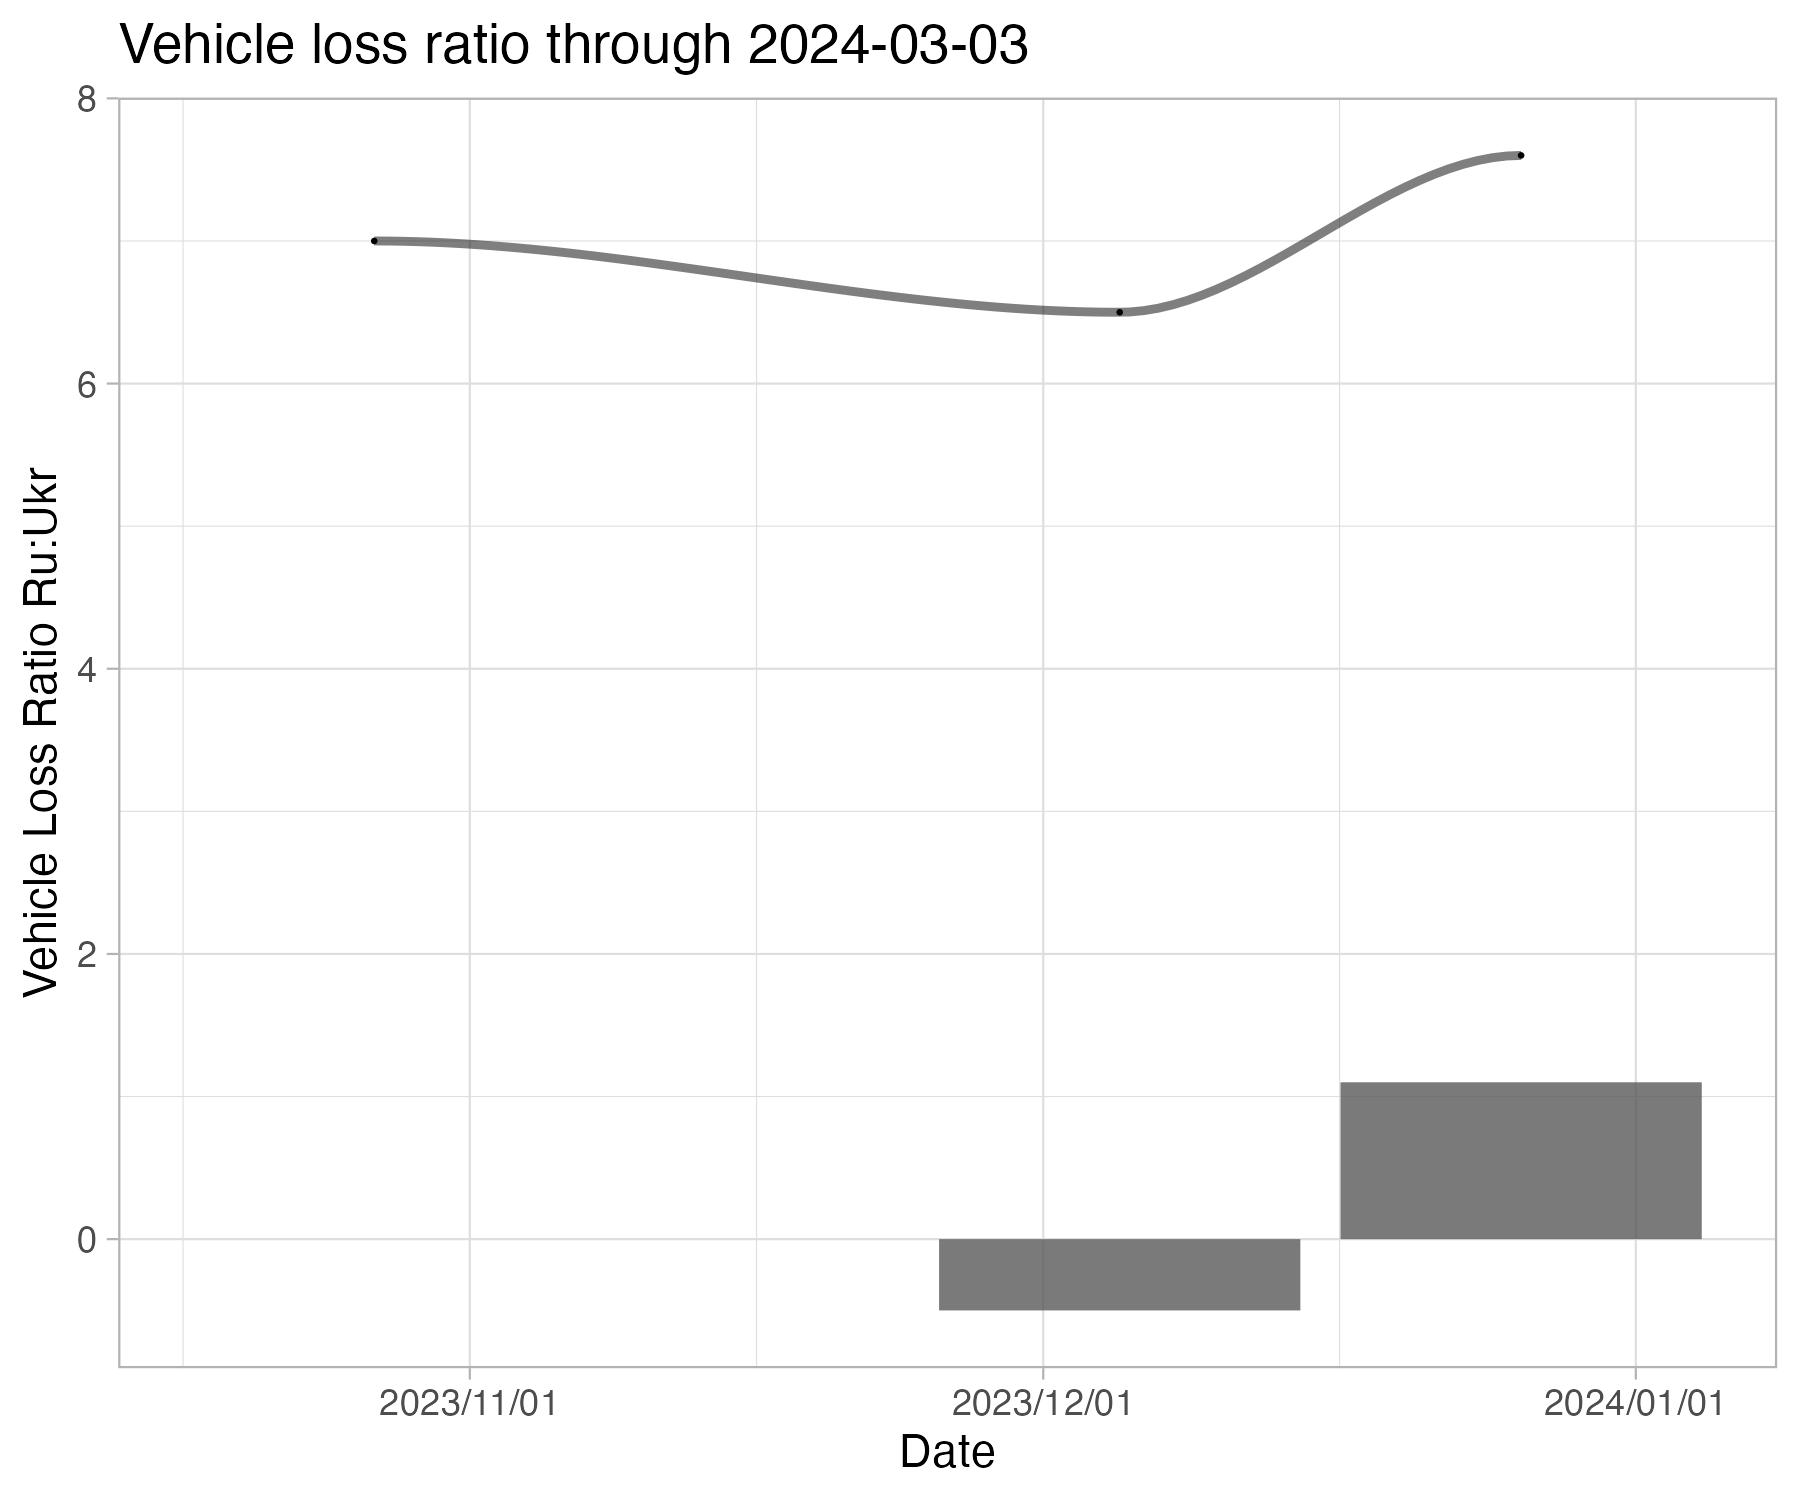 Vehicle loss ratio through 2024-03-03
8
6
4
2
0
Vehicle Loss Ratio Ru:Ukr
2023/11/01
2023/12/01
2024/01/01
Date